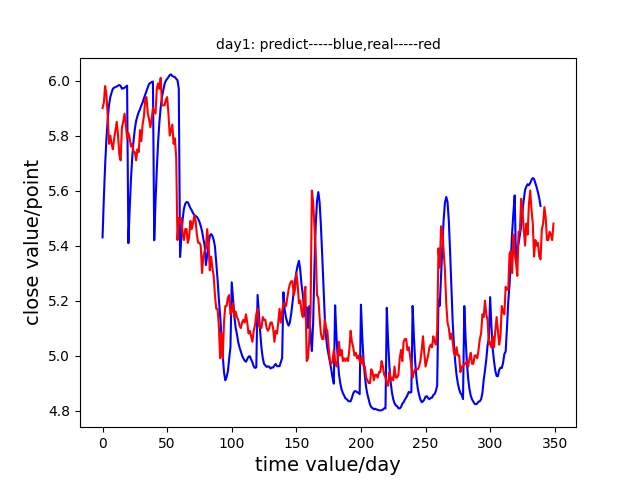 day1: predict-----blue,real-----red
6.0
5.8
5.6
5.4
5.2
5.0
4.8
close value/point
0 50 100 150 200 250 300 350
time value/day